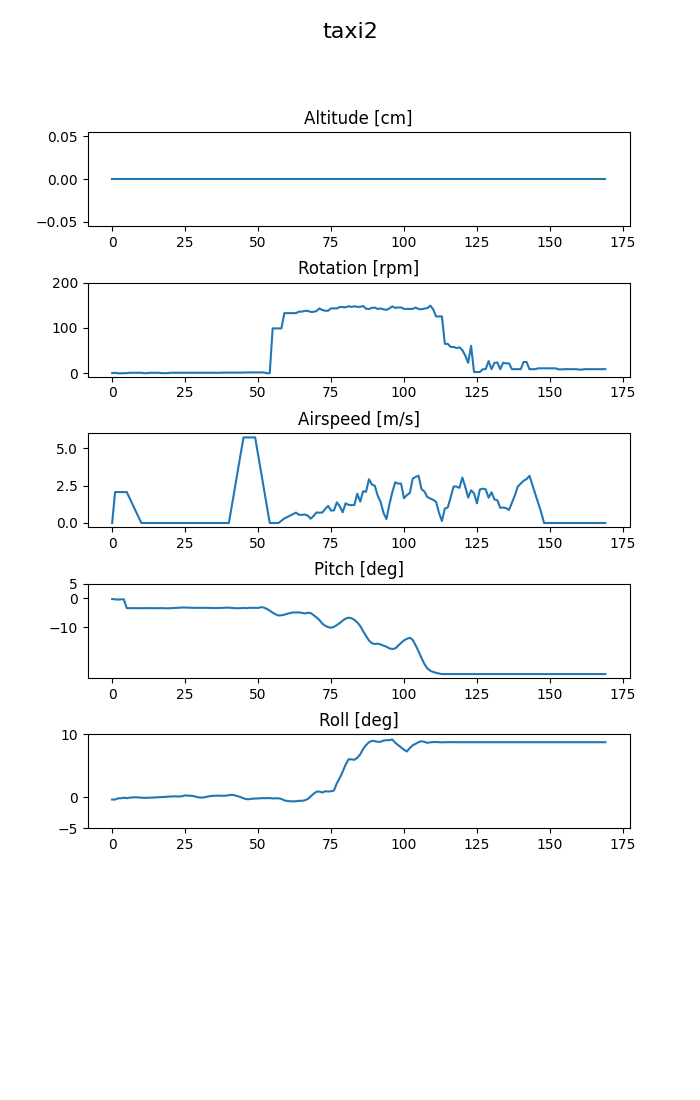 taxi2
Altitude [cm]
0.05
0.00
−0.05
0 25 50 75 100 125 150 175
Rotation [rpm]
200
100
0
0 25 50 75 100 125 150 175
Airspeed [m/s]
5.0
2.5
0.0
0 25 50 75 100 125 150 175
Pitch [deg]
5
0
−10
0 25 50 75 100 125 150 175
Roll [deg]
10
0
−5
0 25 50 75 100 125 150 175